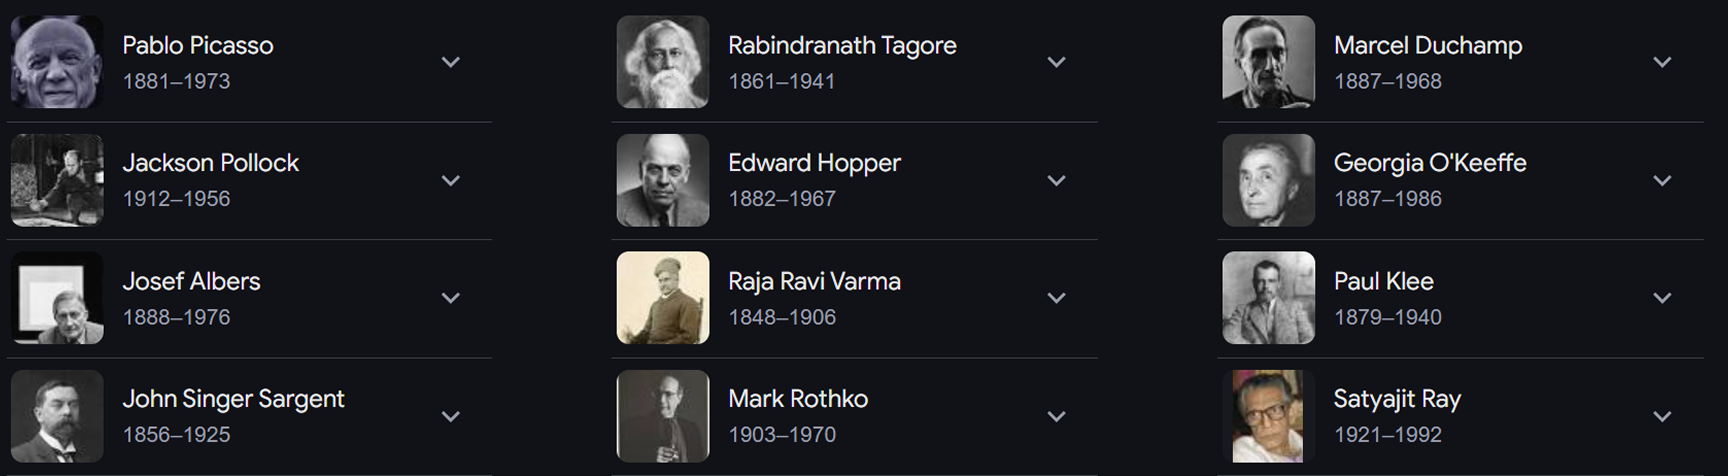 Pablo Picasso
1881–1973
Rabindranath Tagore
1861–1941
Marcel Duchamp
1887–1968
Jackson Pollock
1912–1956
Edward Hopper
1882–1967
Georgia O'Keeffe
1887–1986
Josef Albers
1888–1976
Raja Ravi Varma
1848–1906
Paul Klee
1879–1940
John Singer Sargent
1856–1925
Mark Rothko
1903–1970
Satyajit Ray
1921–1992